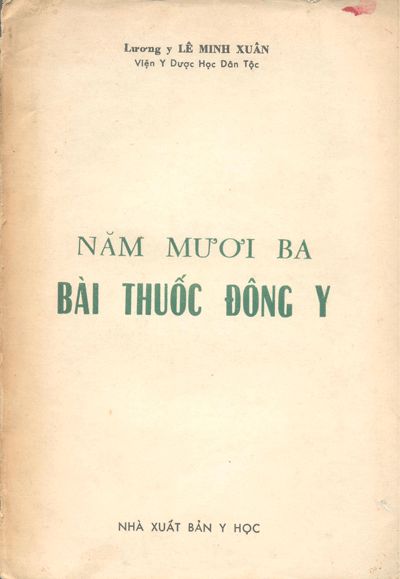 Lương y LÊ MINH XUÂN
Viện Y Dược Học Dân Tộc
NĂM MƯƠI BA
BÀI THUỐC ĐÔNG Y
NHÀ XUẤT BẢN Y HỌC